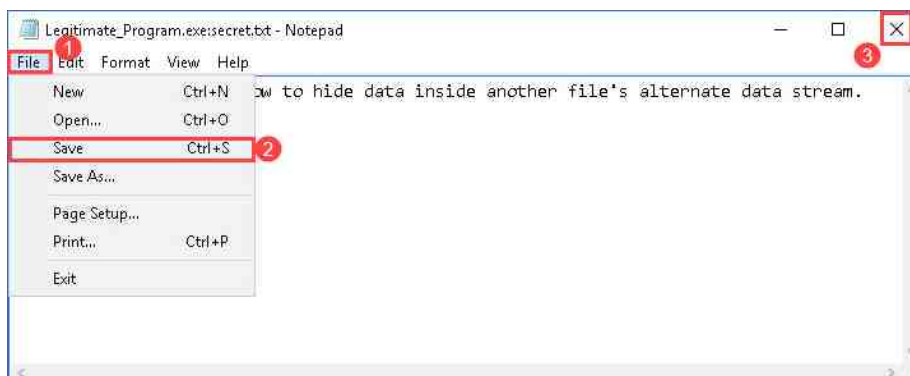 Legitimate_Program.exe:secret.txt - Notepad
1
3
File Edit Format View Help
New Ctrl+N
to hide data inside another file's alternate data stream.
Open... Ctrl+O
Save Ctrl+S 2
Save As...
Page Setup...
Print... Ctrl+P
Exit